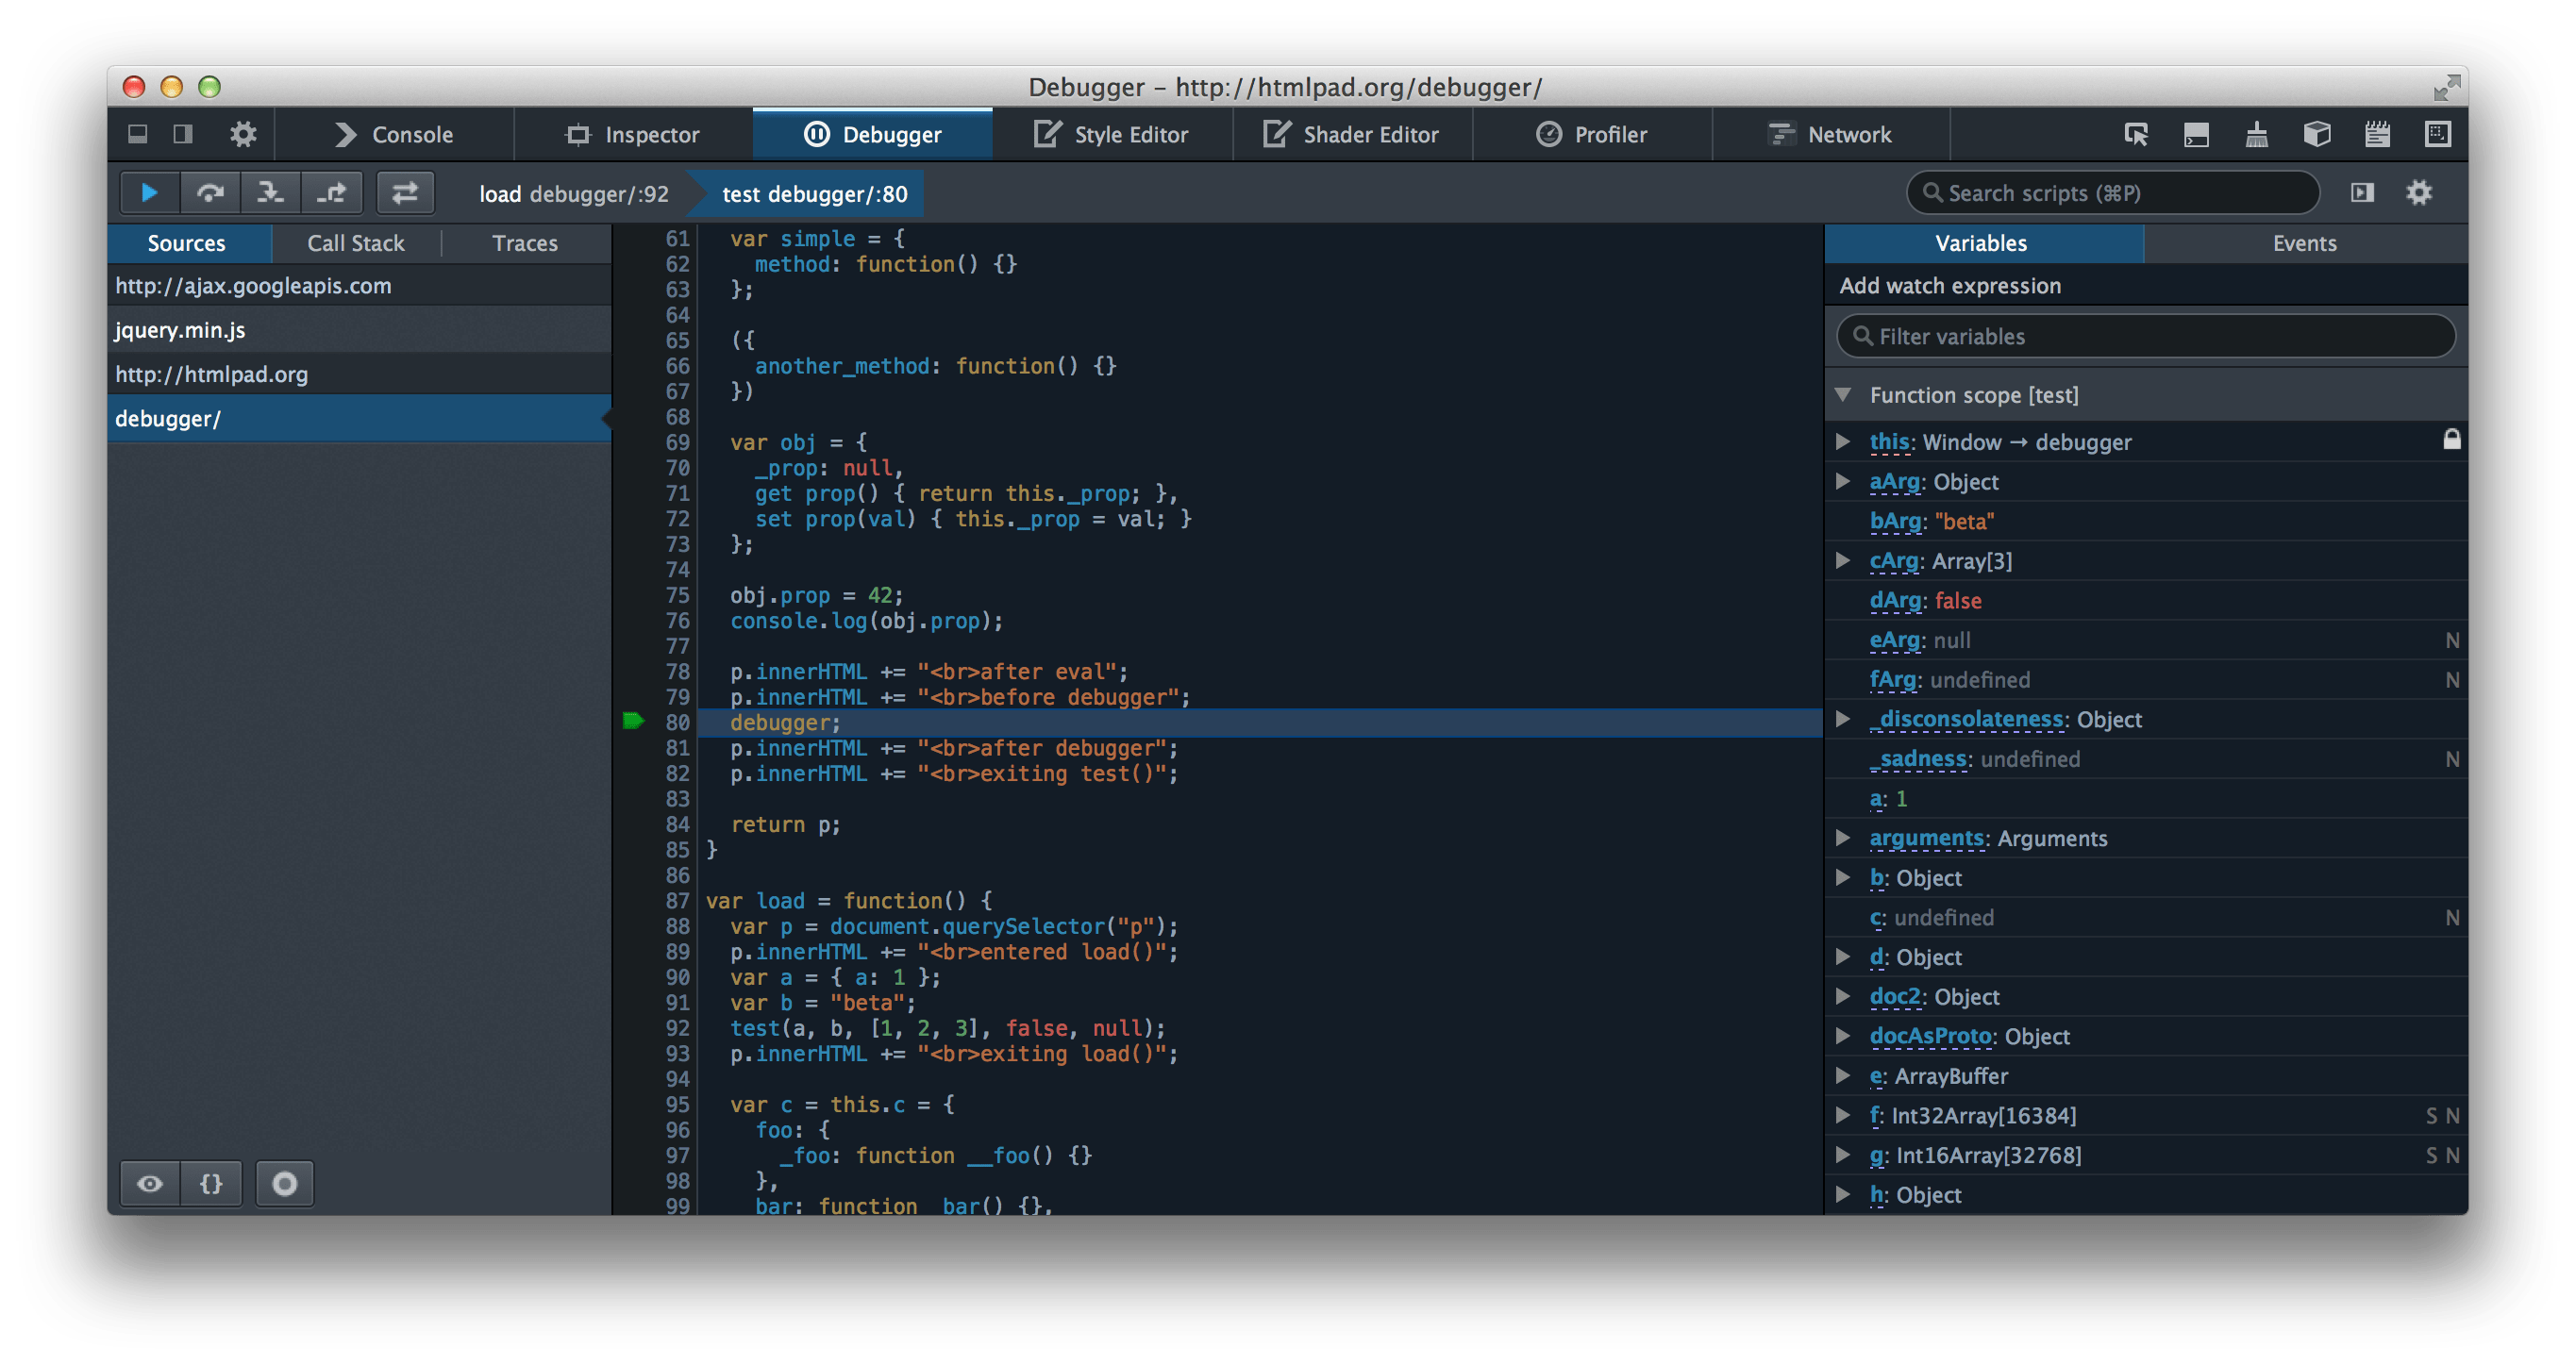 Debugger – http://htmlpad.org/debugger/
Console Inspector Debugger Style Editor Shader Editor Profiler Network
load debugger/:92 test debugger/:80 Search scripts (⌘P)
Sources Call Stack Traces
http://ajax.googleapis.com
jquery.min.js
http://htmlpad.org
debugger/
{}
61 var simple = {
62 method: function() {}
63 };
64
65 ({
66 another_method: function() {}
67 })
68
69 var obj = {
70 _prop: null,
71 get prop() { return this._prop; },
72 set prop(val) { this._prop = val; }
73 };
74
75 obj.prop = 42;
76 console.log(obj.prop);
77
78 p.innerHTML += "<br>after eval";
79 p.innerHTML += "<br>before debugger";
80 debugger;
81 p.innerHTML += "<br>after debugger";
82 p.innerHTML += "<br>exiting test()";
83
84 return p;
85 }
86
87 var load = function() {
88 var p = document.querySelector("p");
89 p.innerHTML += "<br>entered load()";
90 var a = { a: 1 };
91 var b = "beta";
92 test(a, b, [1, 2, 3], false, null);
93 p.innerHTML += "<br>exiting load()";
94
95 var c = this.c = {
96 foo: {
97 _foo: function __foo() {}
98 },
99 bar: function _bar() {},
Variables Events
Add watch expression
Filter variables
Function scope [test]
this: Window → debugger
aArg: Object
bArg: "beta"
cArg: Array[3]
dArg: false
eArg: null N
fArg: undefined N
_disconsolateness: Object
_sadness: undefined N
a: 1
arguments: Arguments
b: Object
c: undefined N
d: Object
doc2: Object
docAsProto: Object
e: ArrayBuffer
f: Int32Array[16384] S N
g: Int16Array[32768] S N
h: Object